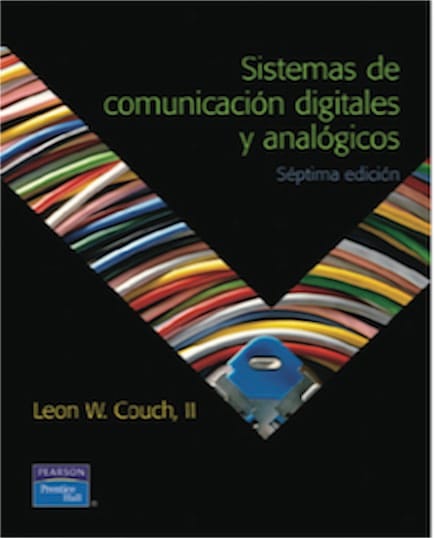 Sistemas de
comunicación digitales
y analógicos
Séptima edición
Leon W. Couch, II
PEARSON
Prentice
Hall
®